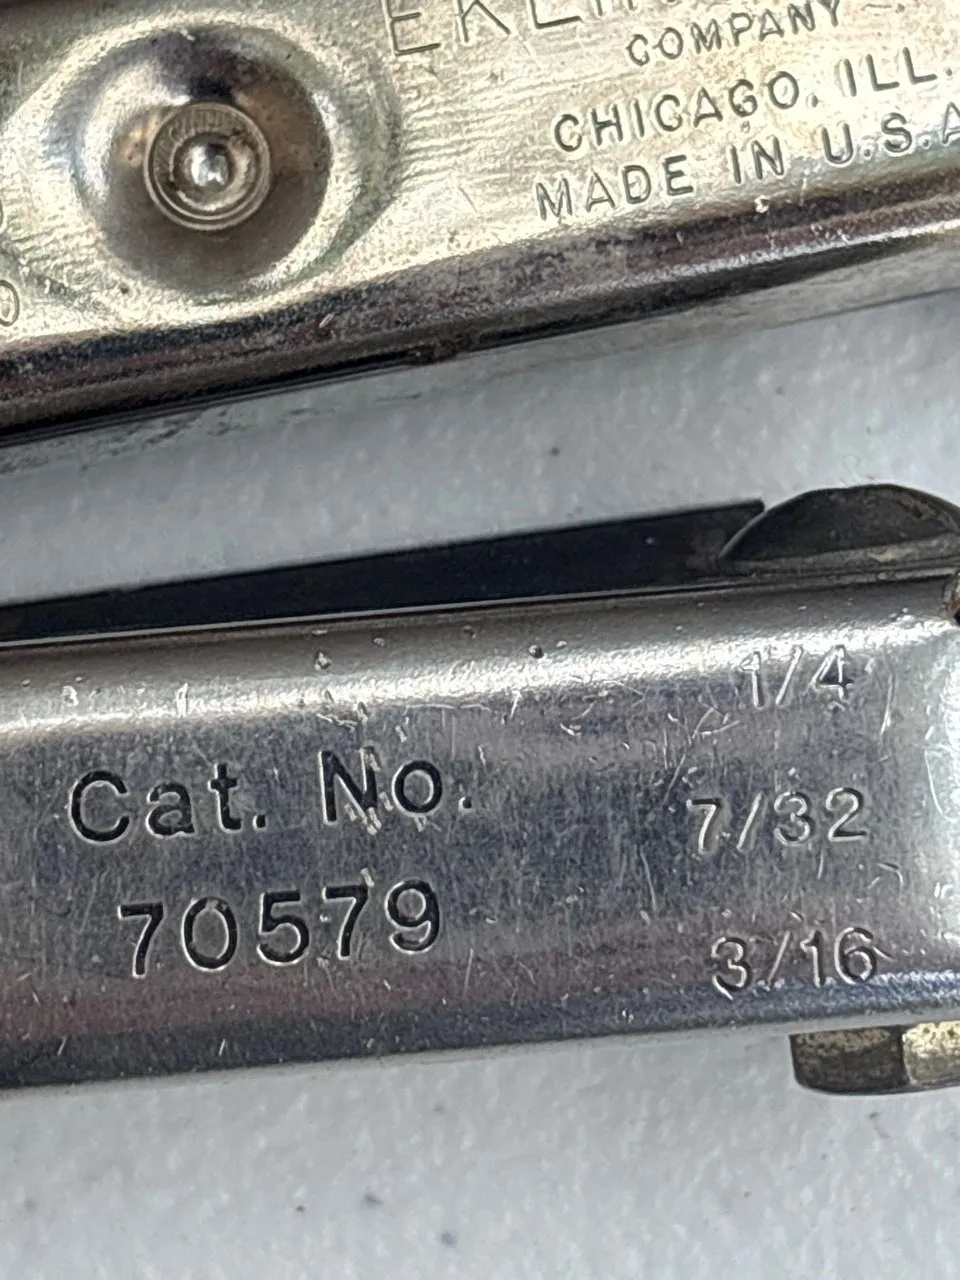 COMPANY
CHICAGO, ILL.
MADE IN U.S.A
Cat. No.
70579
1/4
7/32
3/16